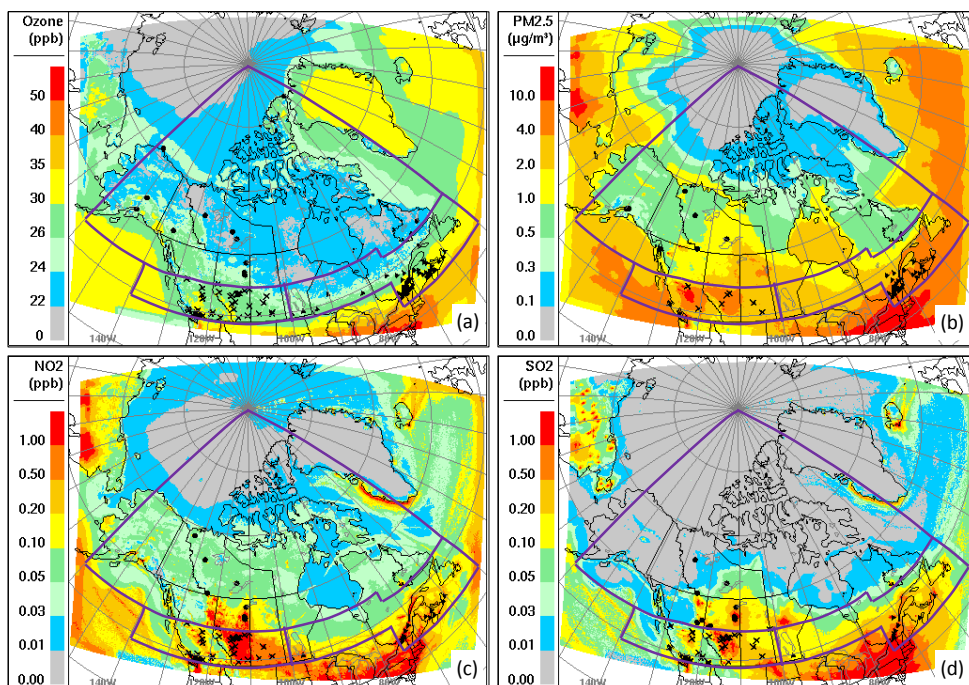 Ozone
(ppb)
50
40
35
30
26
24
22
0
140W
120W
100W
80W
(a)
PM2.5
(µg/m³)
10.0
4.0
2.0
1.0
0.5
0.3
0.1
0.0
140W
120W
100W
80W
(b)
NO2
(ppb)
1.00
0.50
0.20
0.10
0.05
0.03
0.01
0.00
140W
120W
100W
80W
(c)
SO2
(ppb)
1.00
0.50
0.20
0.10
0.05
0.03
0.01
0.00
140W
120W
100W
80W
(d)